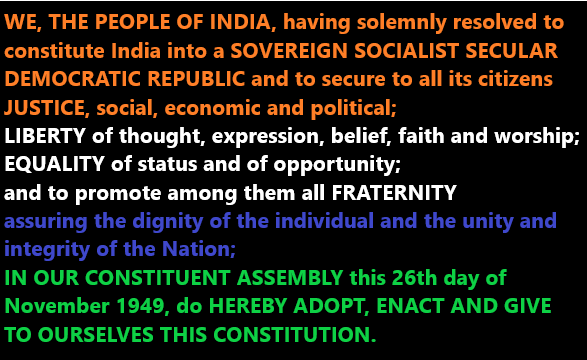 WE, THE PEOPLE OF INDIA, having solemnly resolved to
constitute India into a SOVEREIGN SOCIALIST SECULAR
DEMOCRATIC REPUBLIC and to secure to all its citizens
JUSTICE, social, economic and political;
LIBERTY of thought, expression, belief, faith and worship;
EQUALITY of status and of opportunity;
and to promote among them all FRATERNITY
assuring the dignity of the individual and the unity and
integrity of the Nation;
IN OUR CONSTITUENT ASSEMBLY this 26th day of
November 1949, do HEREBY ADOPT, ENACT AND GIVE
TO OURSELVES THIS CONSTITUTION.